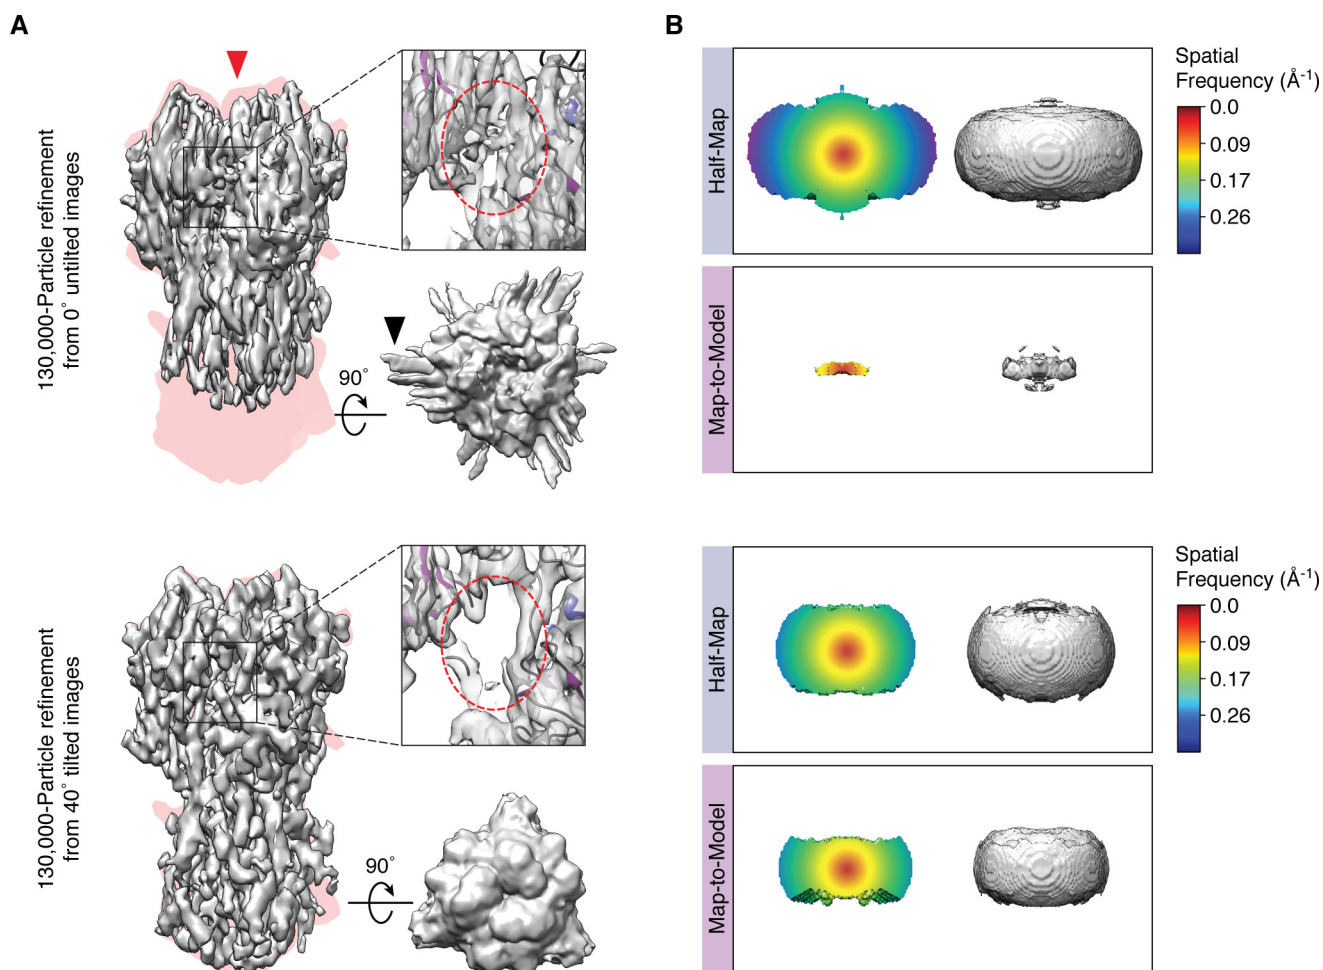 A
130,000-Particle refinement
from 0° untilted images
90°
130,000-Particle refinement
from 40° tilted images
90°
B
Half-Map
Map-to-Model
Spatial
Frequency (Å-1)
0.0
0.09
0.17
0.26
Half-Map
Map-to-Model
Spatial
Frequency (Å-1)
0.0
0.09
0.17
0.26